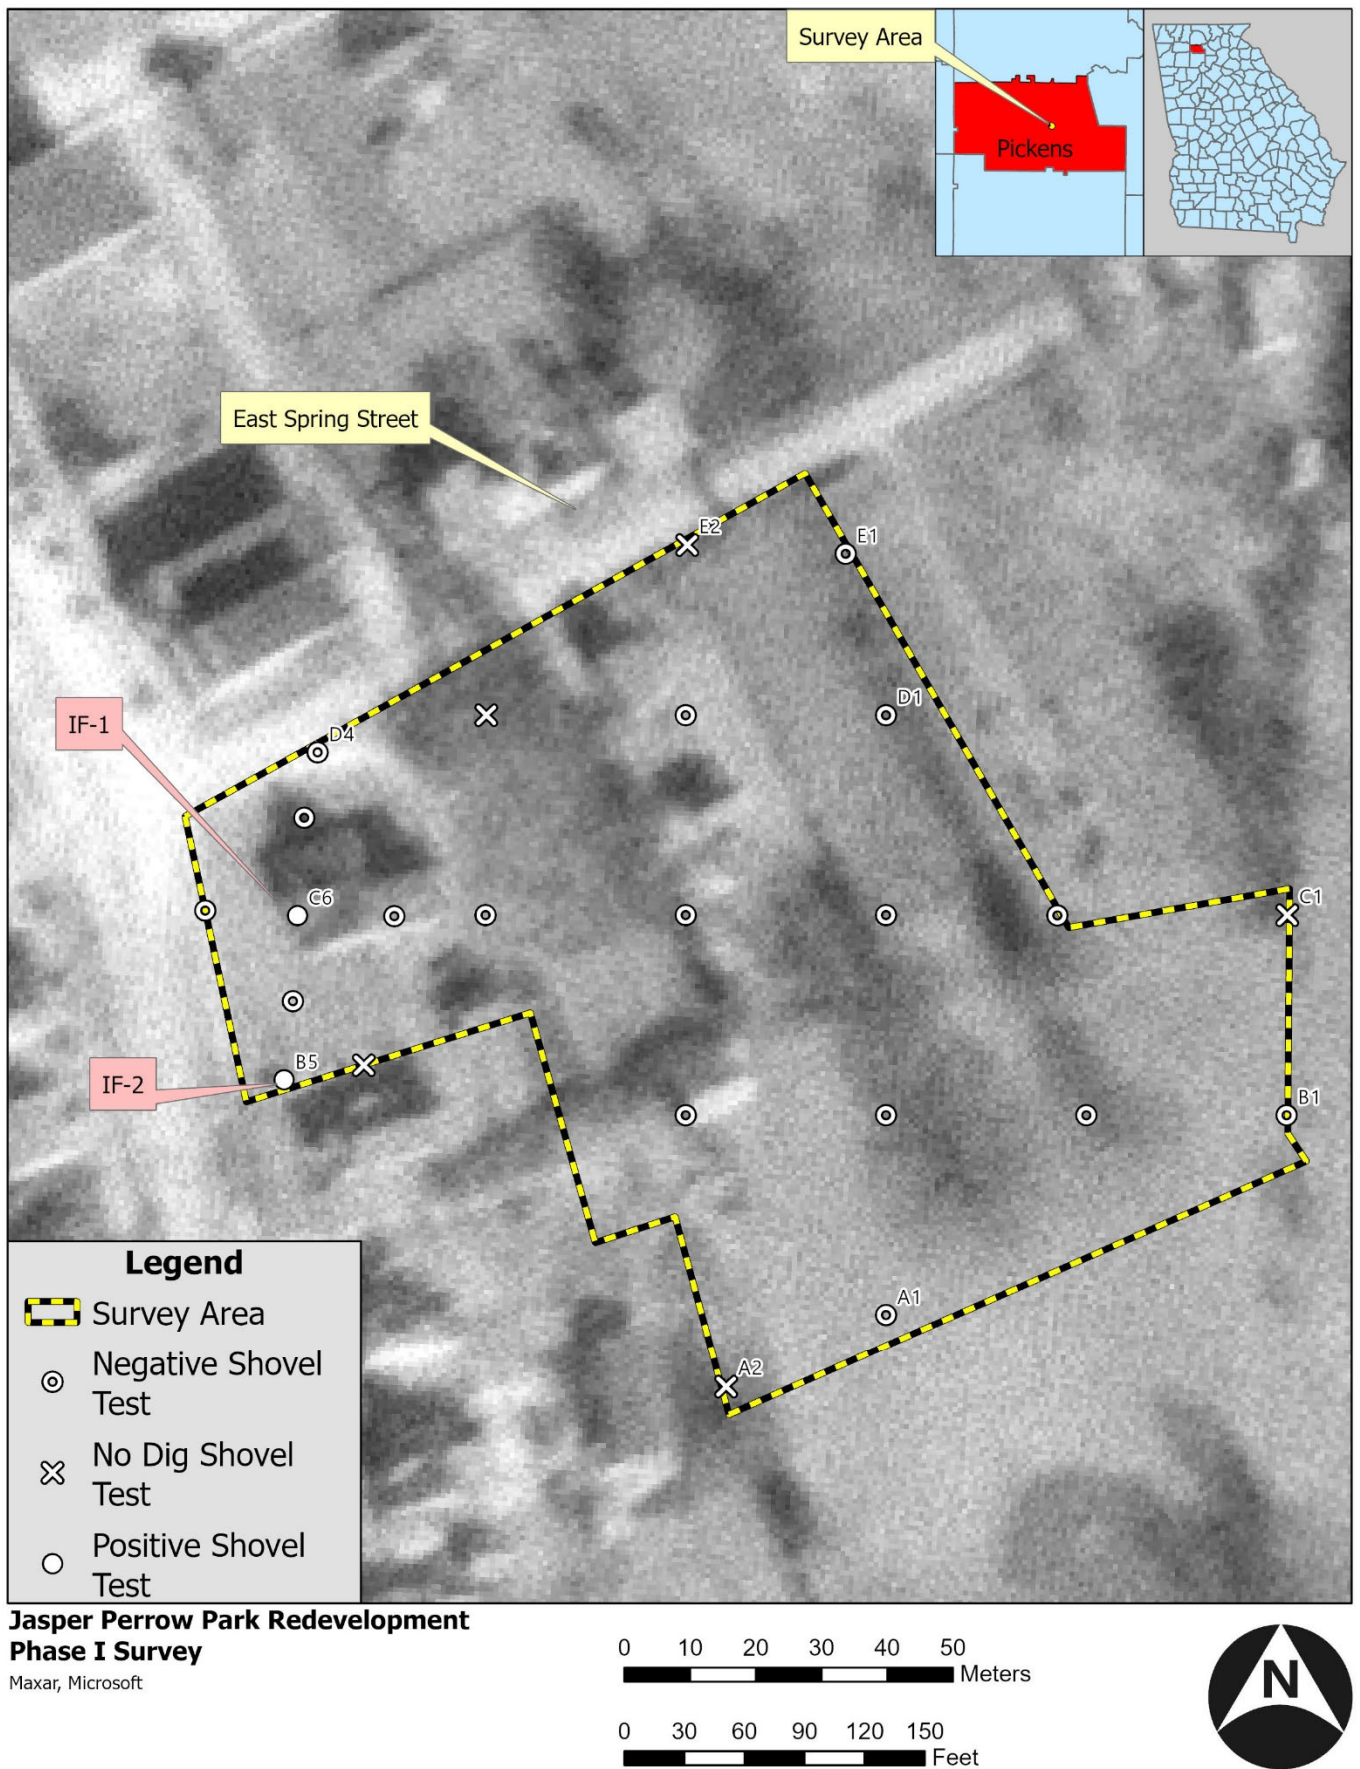 Survey Area
Pickens
East Spring Street
E2
E1
IF-1
D4
D1
C6
C1
IF-2
B5
B1
A1
A2
Legend
Survey Area
Negative Shovel
Test
No Dig Shovel
Test
Positive Shovel
Test
Jasper Perrow Park Redevelopment
Phase I Survey
Maxar, Microsoft
0 10 20 30 40 50
Meters
0 30 60 90 120 150
Feet
N